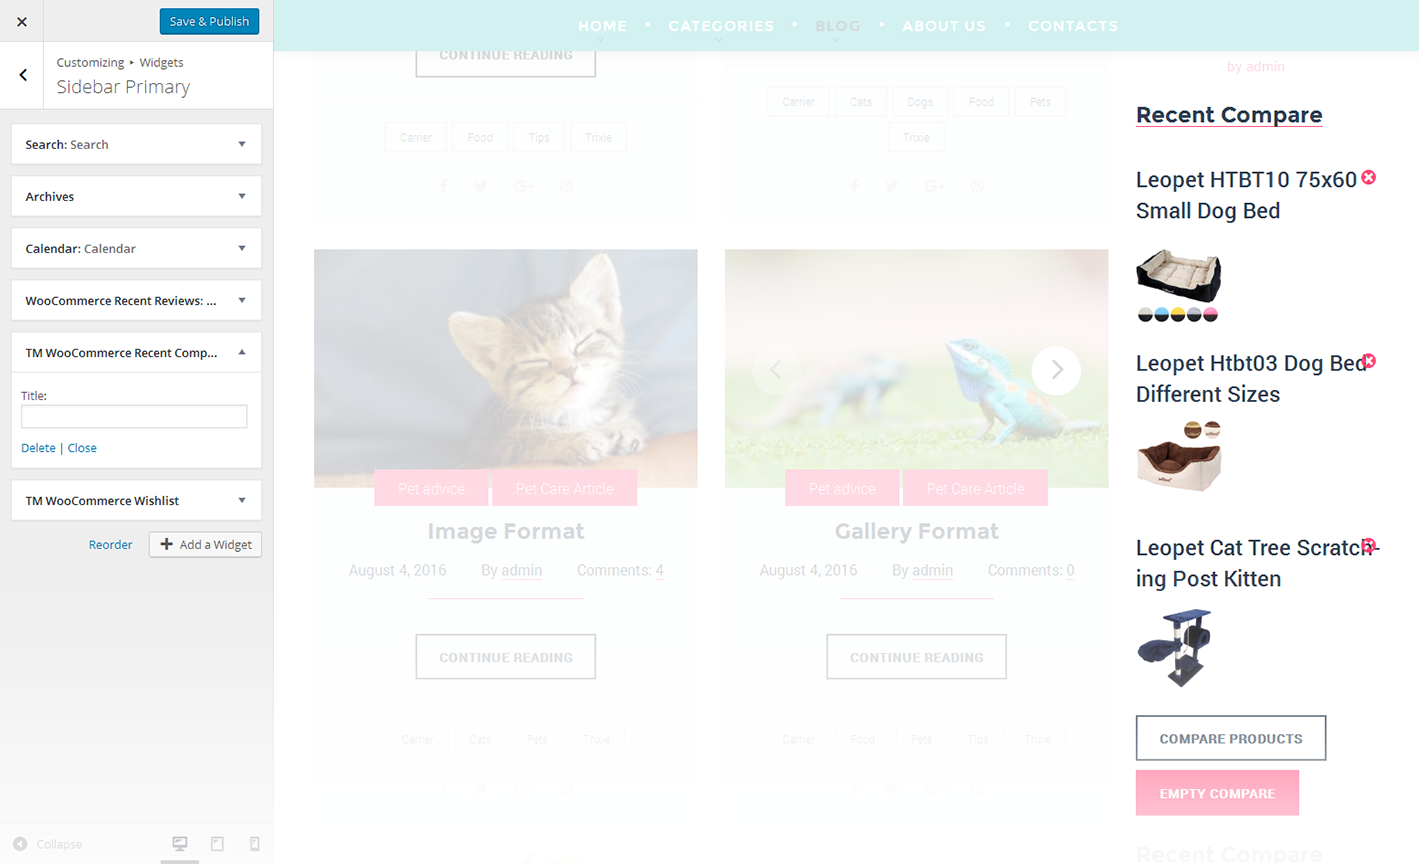 Save & Publish
Customizing ▸ Widgets
Sidebar Primary
Search: Search
Archives
Calendar: Calendar
WooCommerce Recent Reviews: ...
TM WooCommerce Recent Comp...
Title:
Delete | Close
TM WooCommerce Wishlist
Reorder
Add a Widget
Collapse
HOME • CATEGORIES • BLOG • ABOUT US • CONTACTS
CONTINUE READING
Carrier Food Tips Trixie
Carrier Cats Dogs Food Pets
Trixie
Pet advice Pet Care Article
Image Format
August 4, 2016 By admin Comments: 4
CONTINUE READING
Carrier Cats Pets Trixie
Pet advice Pet Care Article
Gallery Format
August 4, 2016 By admin Comments: 0
CONTINUE READING
Carrier Food Pets Tips Trixie
by admin
Recent Compare
Leopet HTBT10 75x60
Small Dog Bed
Leopet Htbt03 Dog Bed
Different Sizes
Leopet Cat Tree Scratch-
ing Post Kitten
COMPARE PRODUCTS
EMPTY COMPARE
Recent Compare